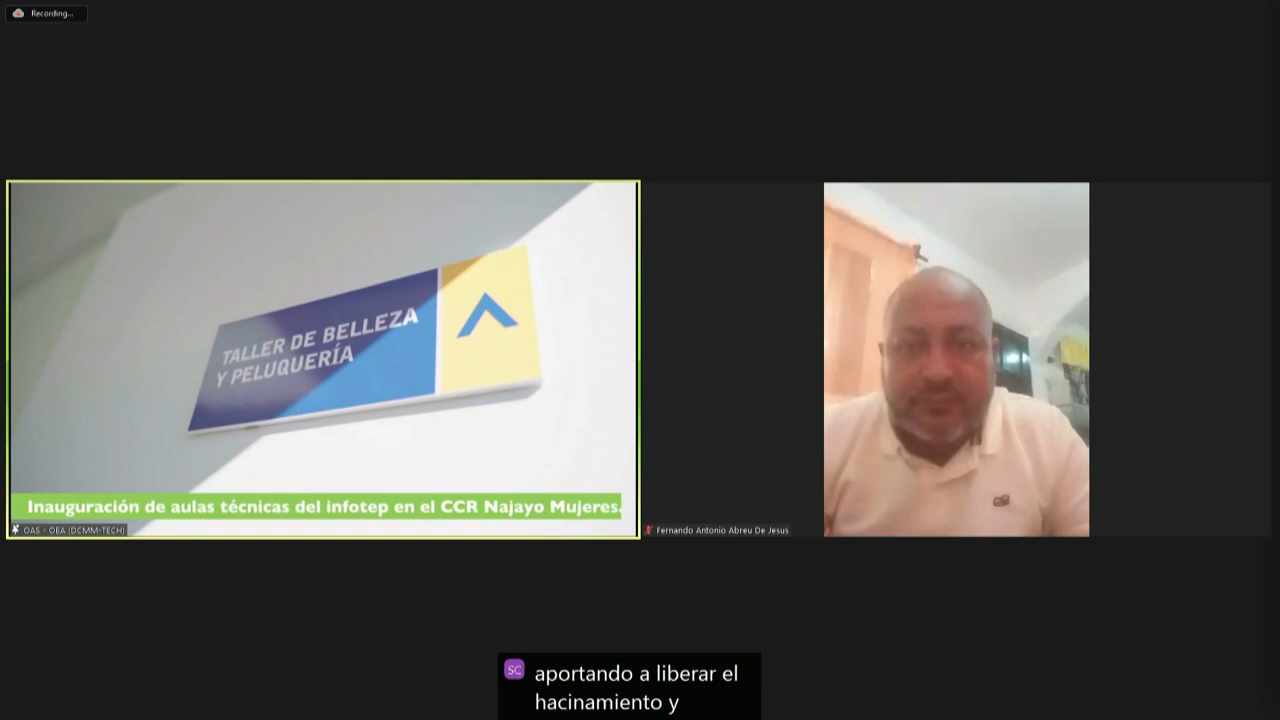 Recording...
TALLER DE BELLEZA
Y PELUQUERÍA
Inauguración de aulas técnicas del infotep en el CCR Najayo Mujeres.
OAS - OEA (DCMM-TECH)
Fernando Antonio Abreu De Jesus
SC
aportando a liberar el
hacinamiento y